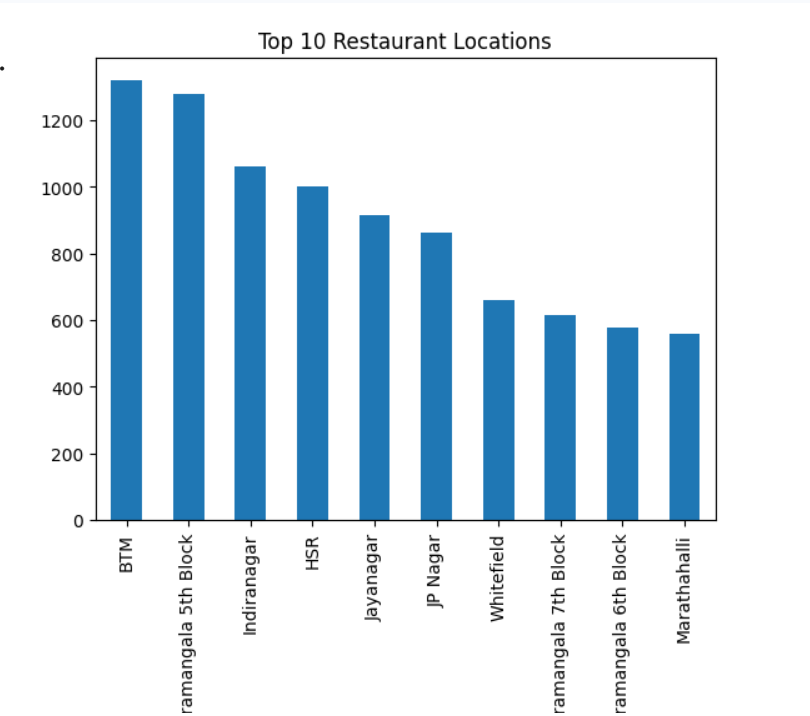 Top 10 Restaurant Locations
1200
1000
800
600
400
200
0
BTM
ramangala 5th Block
Indiranagar
HSR
Jayanagar
JP Nagar
Whitefield
ramangala 7th Block
ramangala 6th Block
Marathahalli